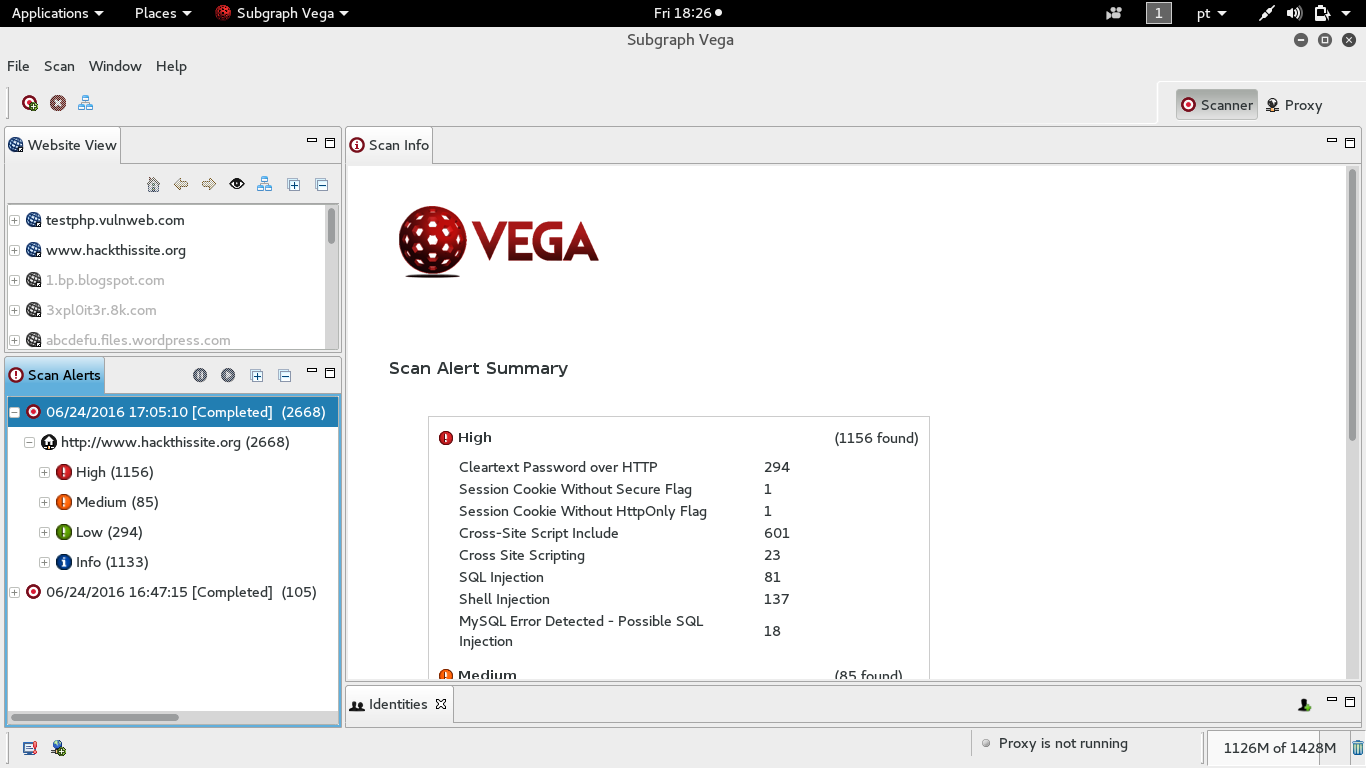 Applications Places Subgraph Vega Fri 18:26 1 pt
Subgraph Vega
File Scan Window Help
Scanner Proxy
Website View
testphp.vulnweb.com
www.hackthissite.org
1.bp.blogspot.com
3xpl0it3r.8k.com
abcdefu.files.wordpress.com
Scan Alerts
06/24/2016 17:05:10 [Completed] (2668)
http://www.hackthissite.org (2668)
High (1156)
Medium (85)
Low (294)
Info (1133)
06/24/2016 16:47:15 [Completed] (105)
Scan Info
VEGA
Scan Alert Summary
High (1156 found)
Cleartext Password over HTTP 294
Session Cookie Without Secure Flag 1
Session Cookie Without HttpOnly Flag 1
Cross-Site Script Include 601
Cross Site Scripting 23
SQL Injection 81
Shell Injection 137
MySQL Error Detected - Possible SQL
Injection 18
Medium (85 found)
Identities
Proxy is not running 1126M of 1428M